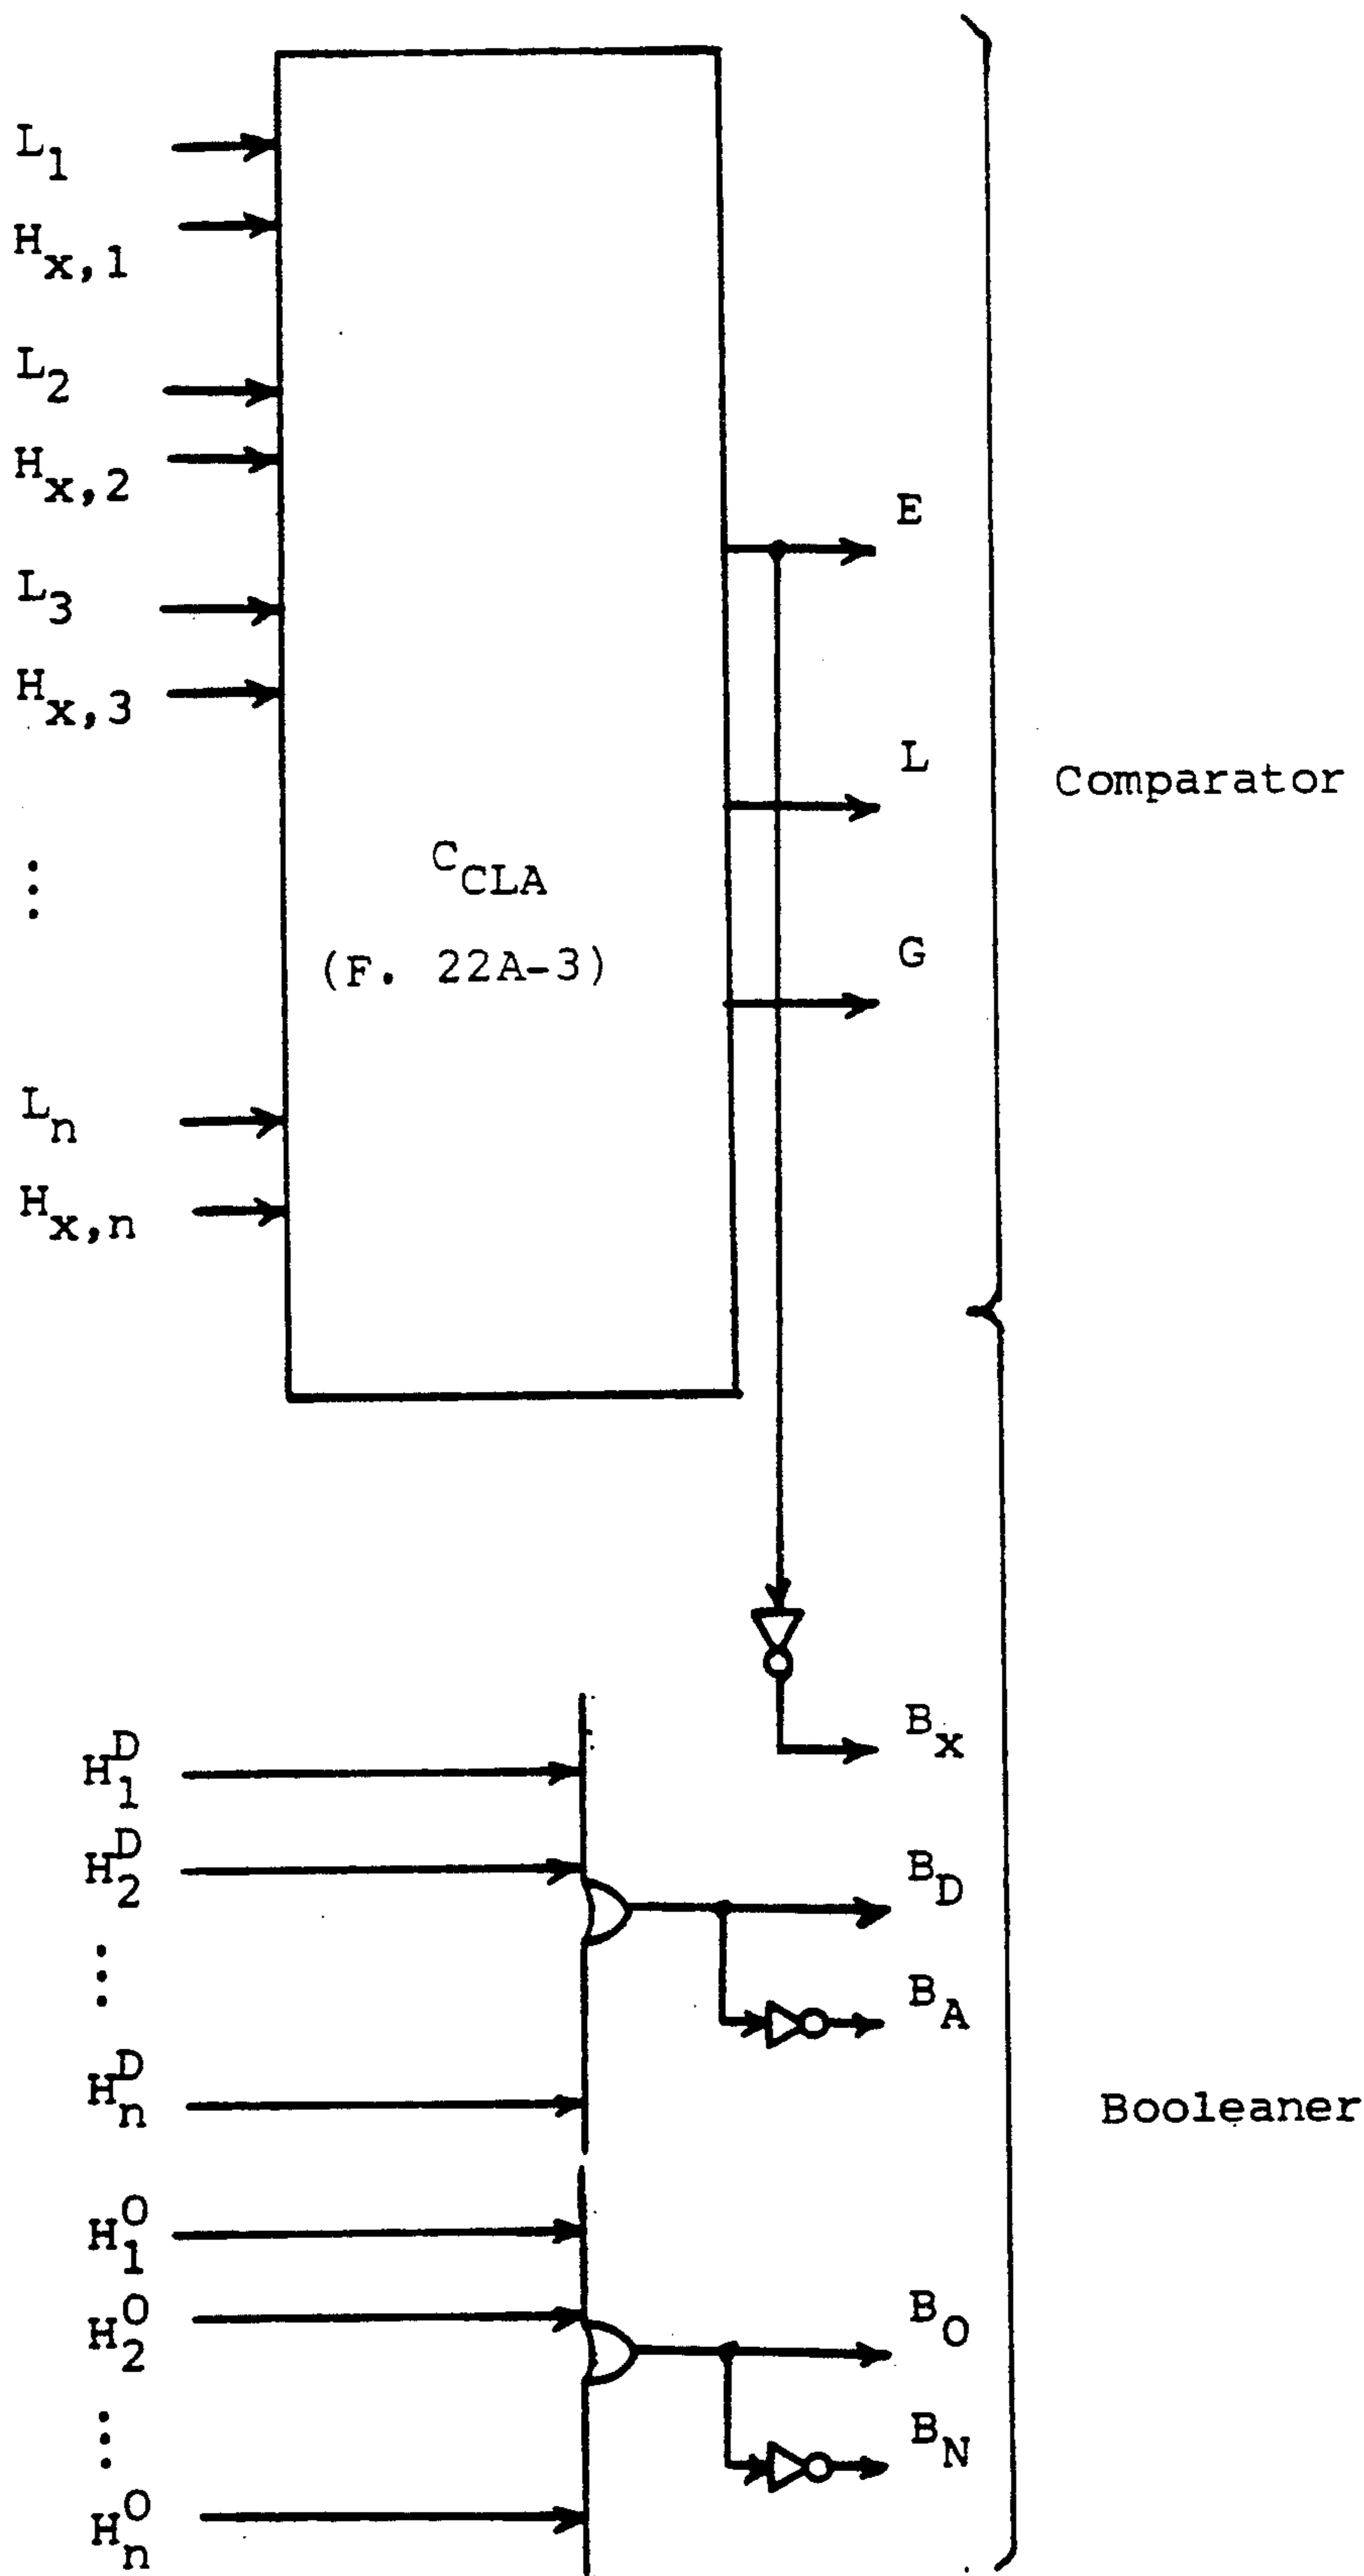 L1
Hx,1
L2
Hx,2
E
L3
Hx,3
L
Comparator
CCLA
(F. 22A-3)
G
Ln
Hx,n
Bx
H1D
H2D
BD
BA
HnD
Booleaner
H1O
H2O
BO
BN
HnO